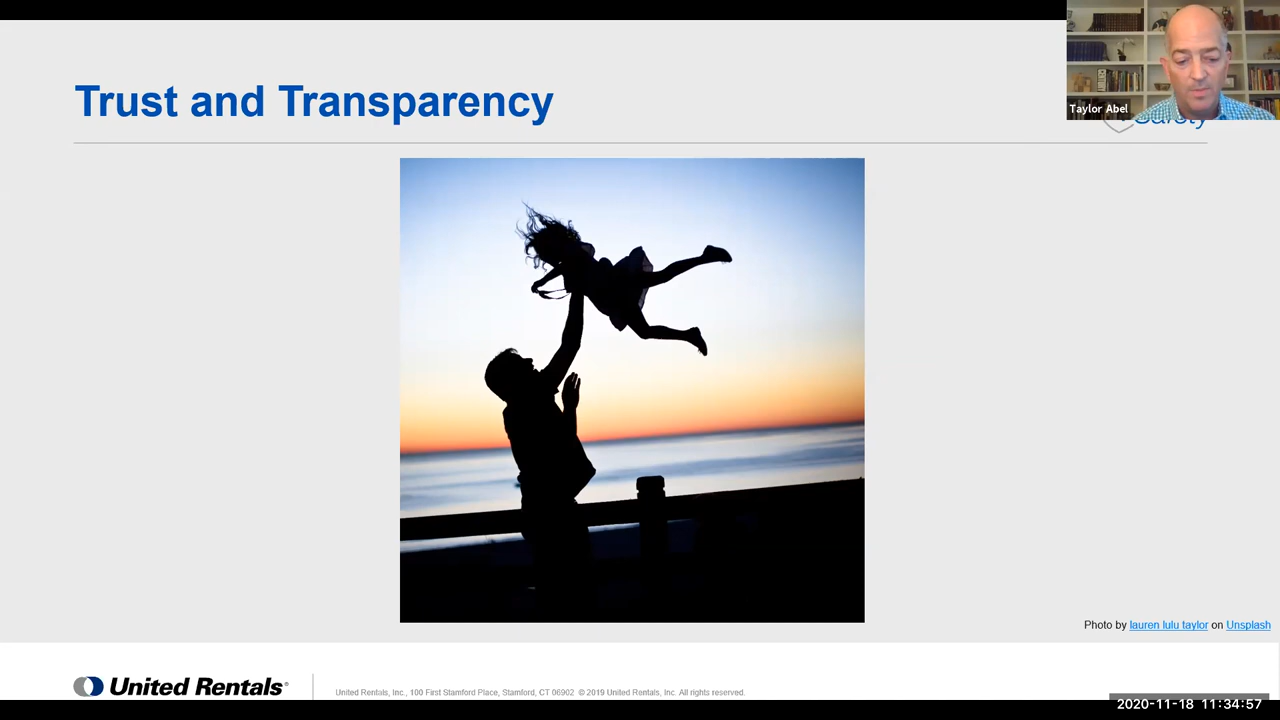 Trust and Transparency
Taylor Abel
Safety
Photo by lauren lulu taylor on Unsplash
United Rentals®
United Rentals, Inc., 100 First Stamford Place, Stamford, CT 06902 © 2019 United Rentals, Inc. All rights reserved.
2020-11-18 11:34:57